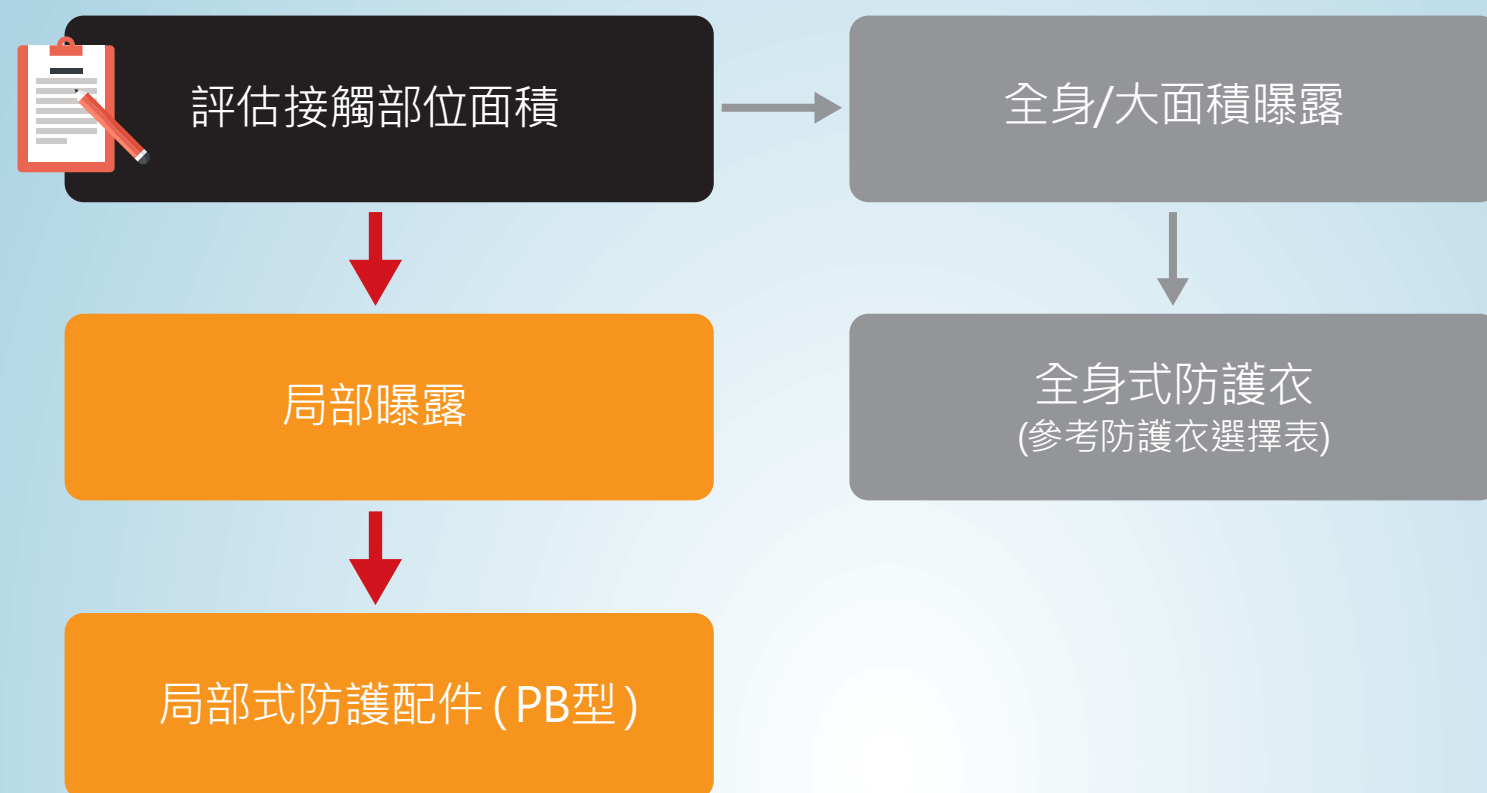 評估接觸部位面積
全身/大面積曝露
局部曝露
全身式防護衣
(參考防護衣選擇表)
局部式防護配件(PB型)